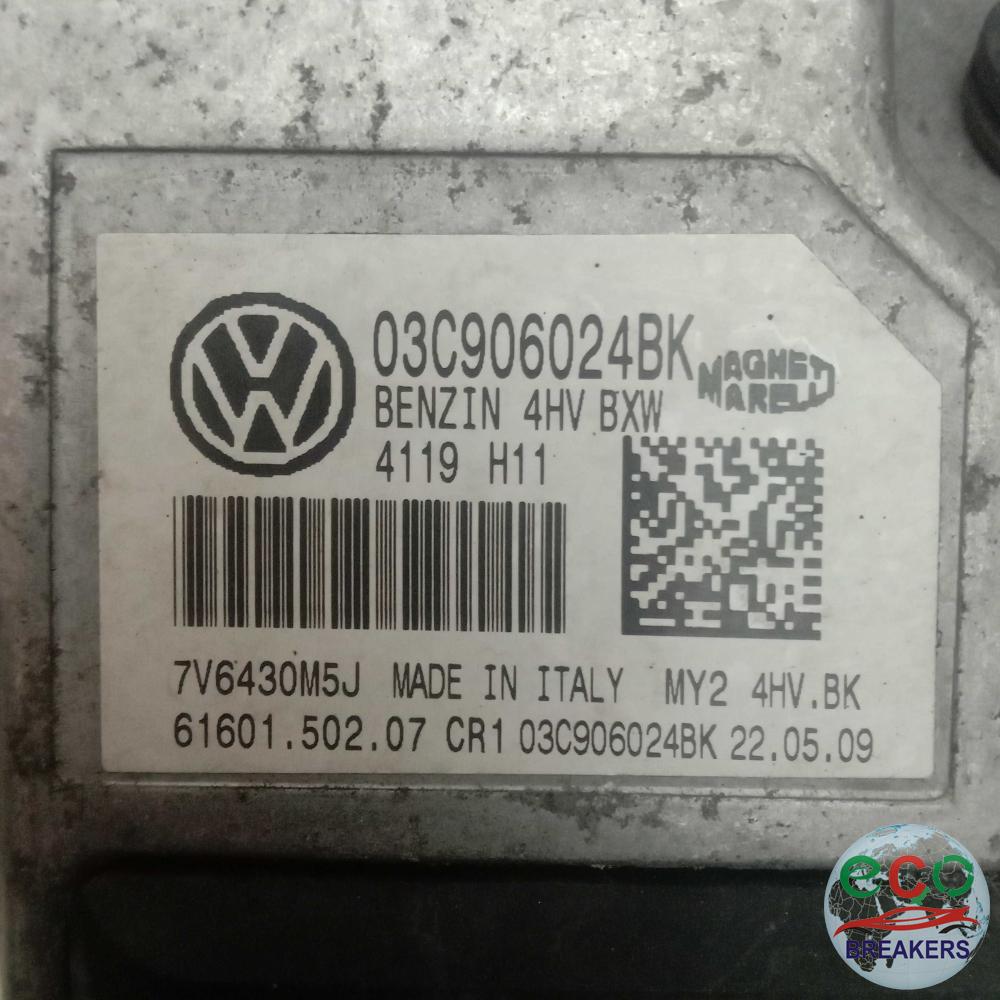 03C906024BK
MAGNETI
MARELLI
BENZIN 4HV BXW
4119 H11
7V6430M5J MADE IN ITALY MY2 4HV.BK
61601.502.07 CR1 03C906024BK 22.05.09
eco
BREAKERS